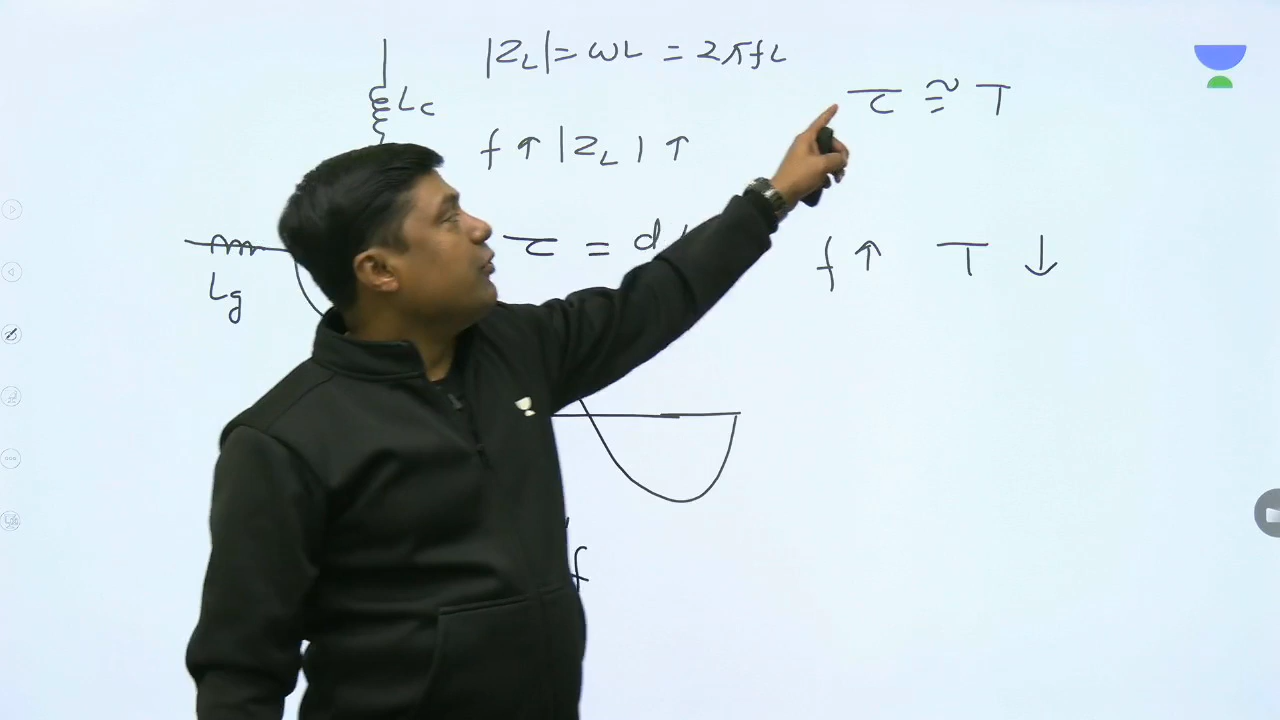 |Z_L| = ωL = 2πfL
τ ≅ T
L_c
f ↑ |Z_L| ↑
τ = d
f ↑ T ↓
L_g
f